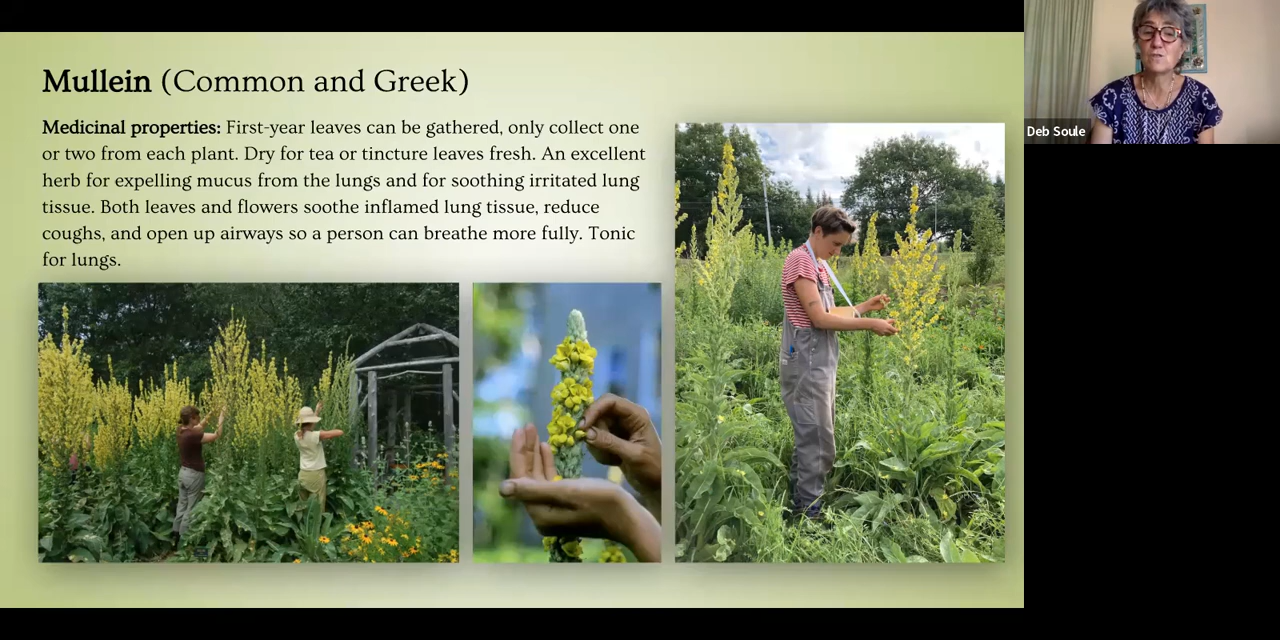 Mullein (Common and Greek)
Medicinal properties: First-year leaves can be gathered, only collect one
or two from each plant. Dry for tea or tincture leaves fresh. An excellent
herb for expelling mucus from the lungs and for soothing irritated lung
tissue. Both leaves and flowers soothe inflamed lung tissue, reduce
coughs, and open up airways so a person can breathe more fully. Tonic
for lungs.
Deb Soule